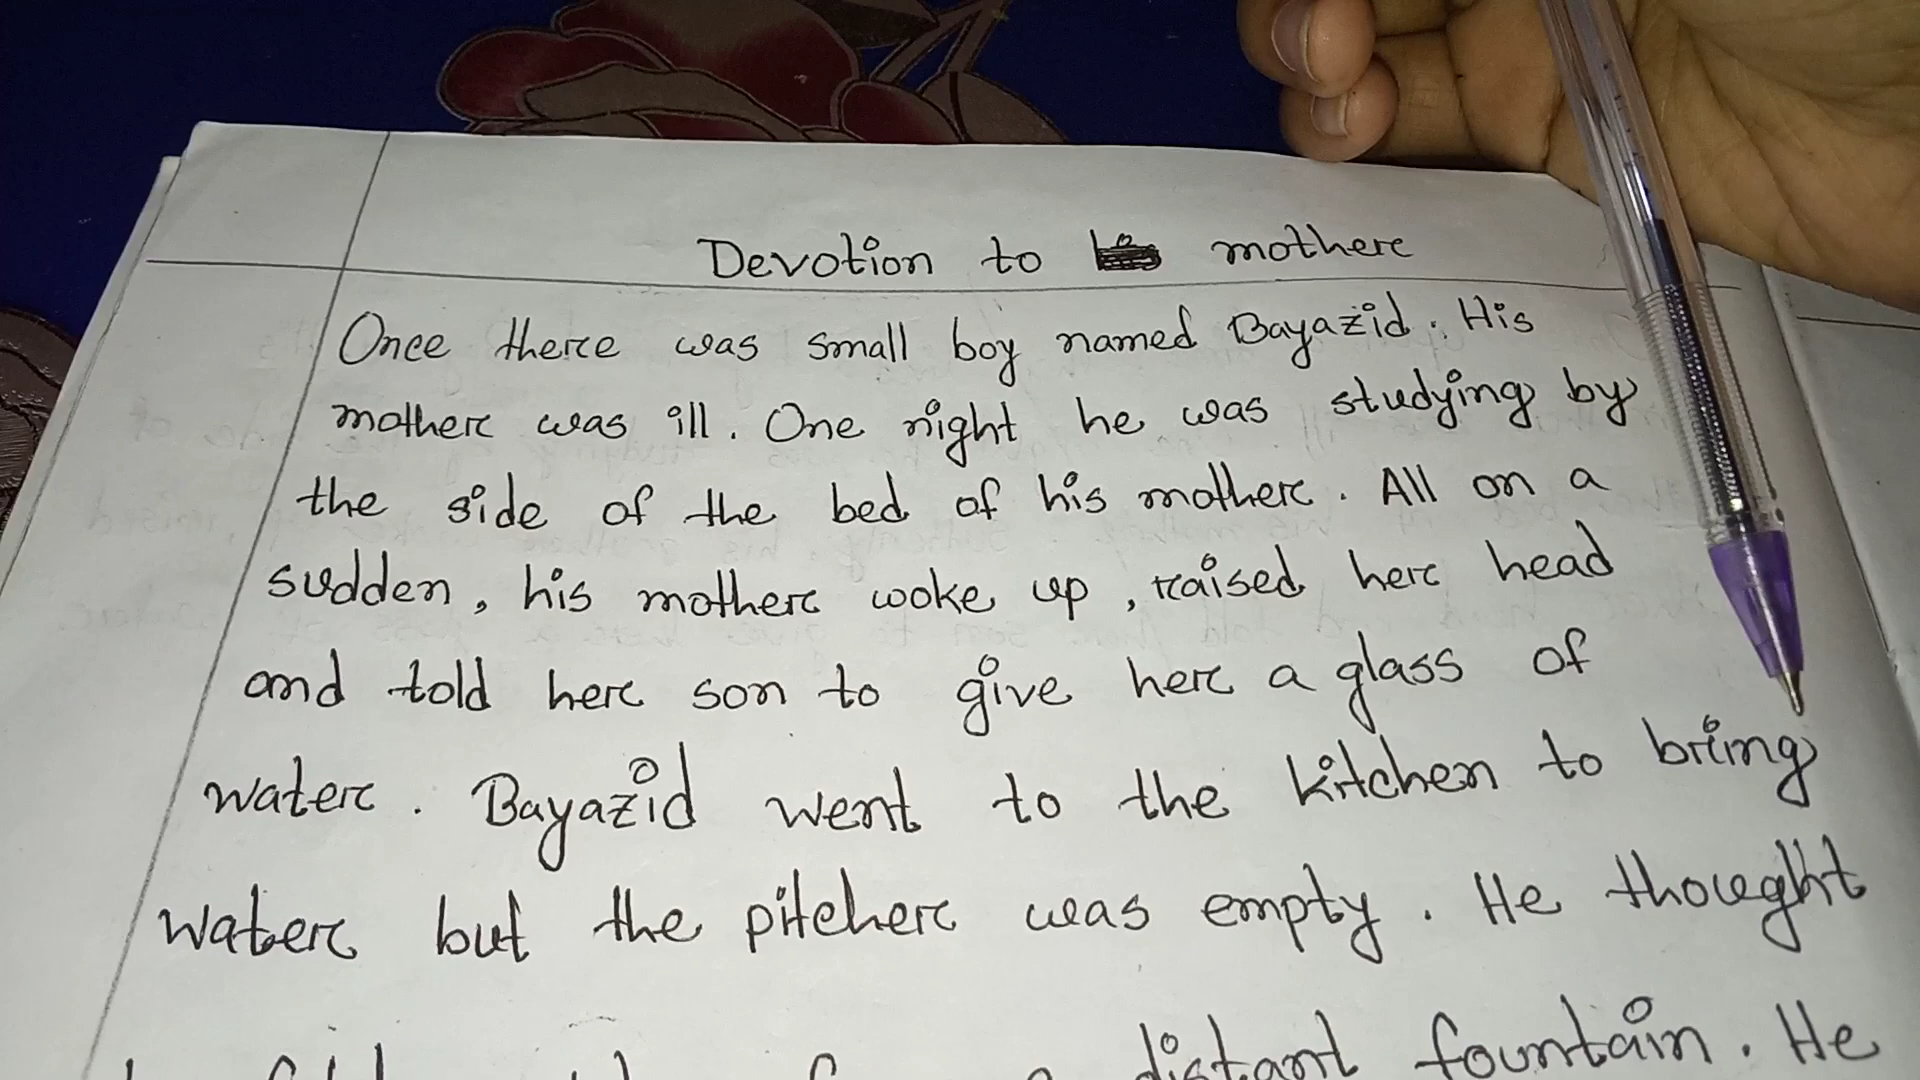 Devotion to mother
Once there was small boy named Bayazid. His
mother was ill. One night he was studying by
the side of the bed of his mother. All on a
sudden, his mother woke up, raised her head
and told her son to give her a glass of
water. Bayazid went to the kitchen to bring
water but the pitcher was empty. He thought
distant fountain. He